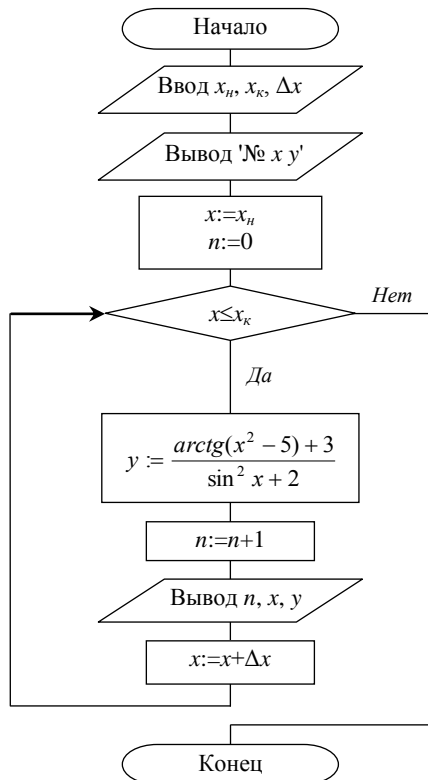 Начало
Ввод xн, xк, Δx
Вывод '№ x y'
x:=xн
n:=0
x≤xк
Нет
Да
y := (arctg(x² − 5) + 3) / (sin² x + 2)
n:=n+1
Вывод n, x, y
x:=x+Δx
Конец